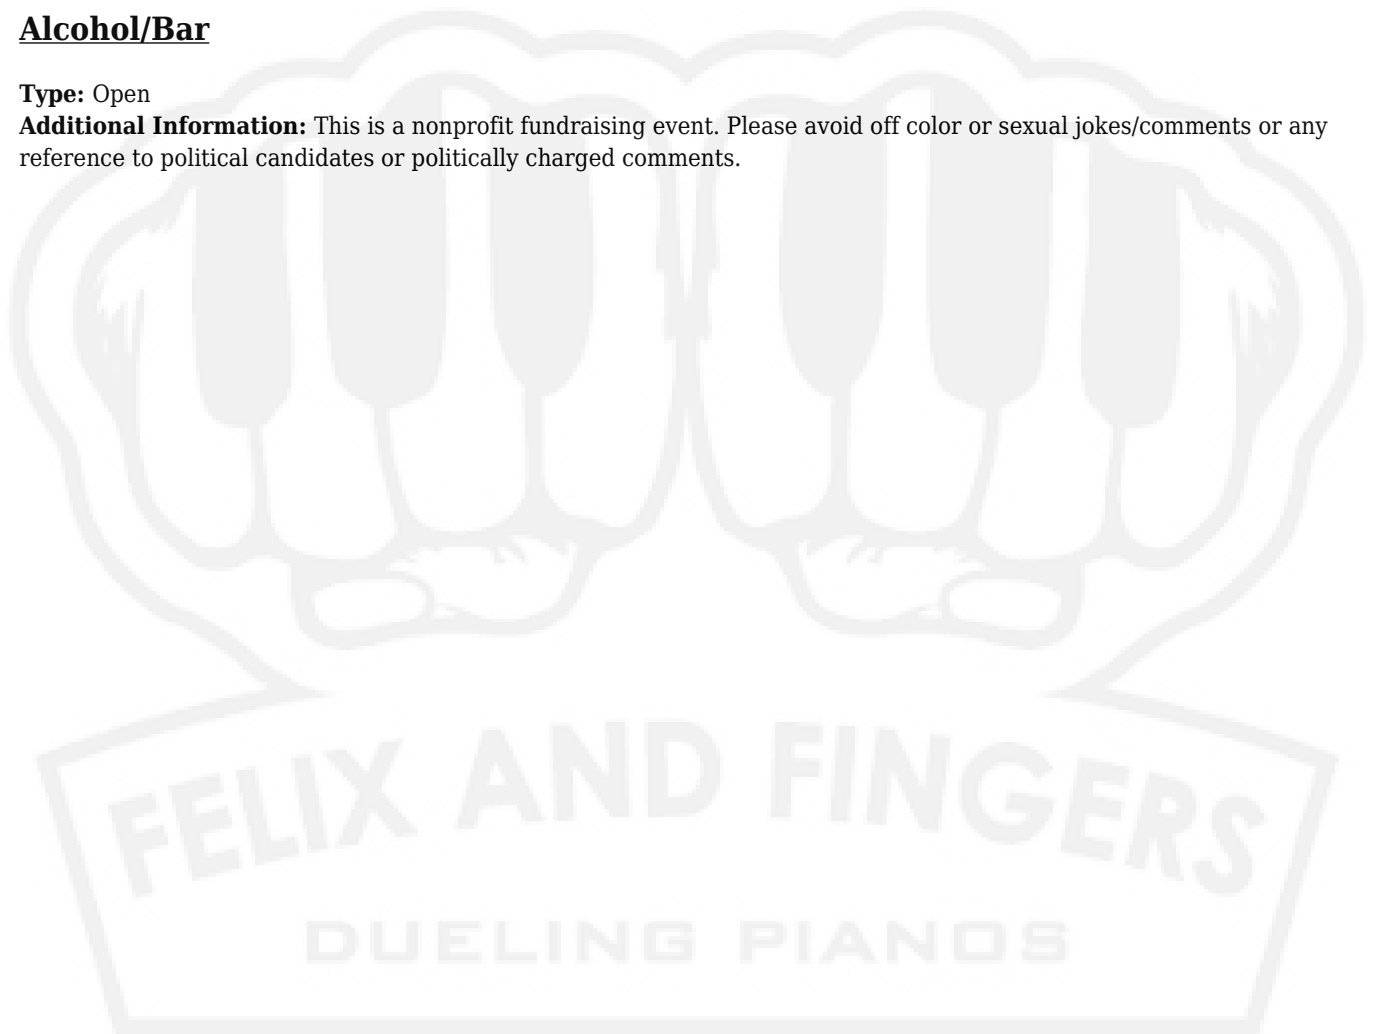 Alcohol/Bar
Type: Open
Additional Information: This is a nonprofit fundraising event. Please avoid off color or sexual jokes/comments or any
reference to political candidates or politically charged comments.
FELIX AND FINGERS
DUELING PIANOS